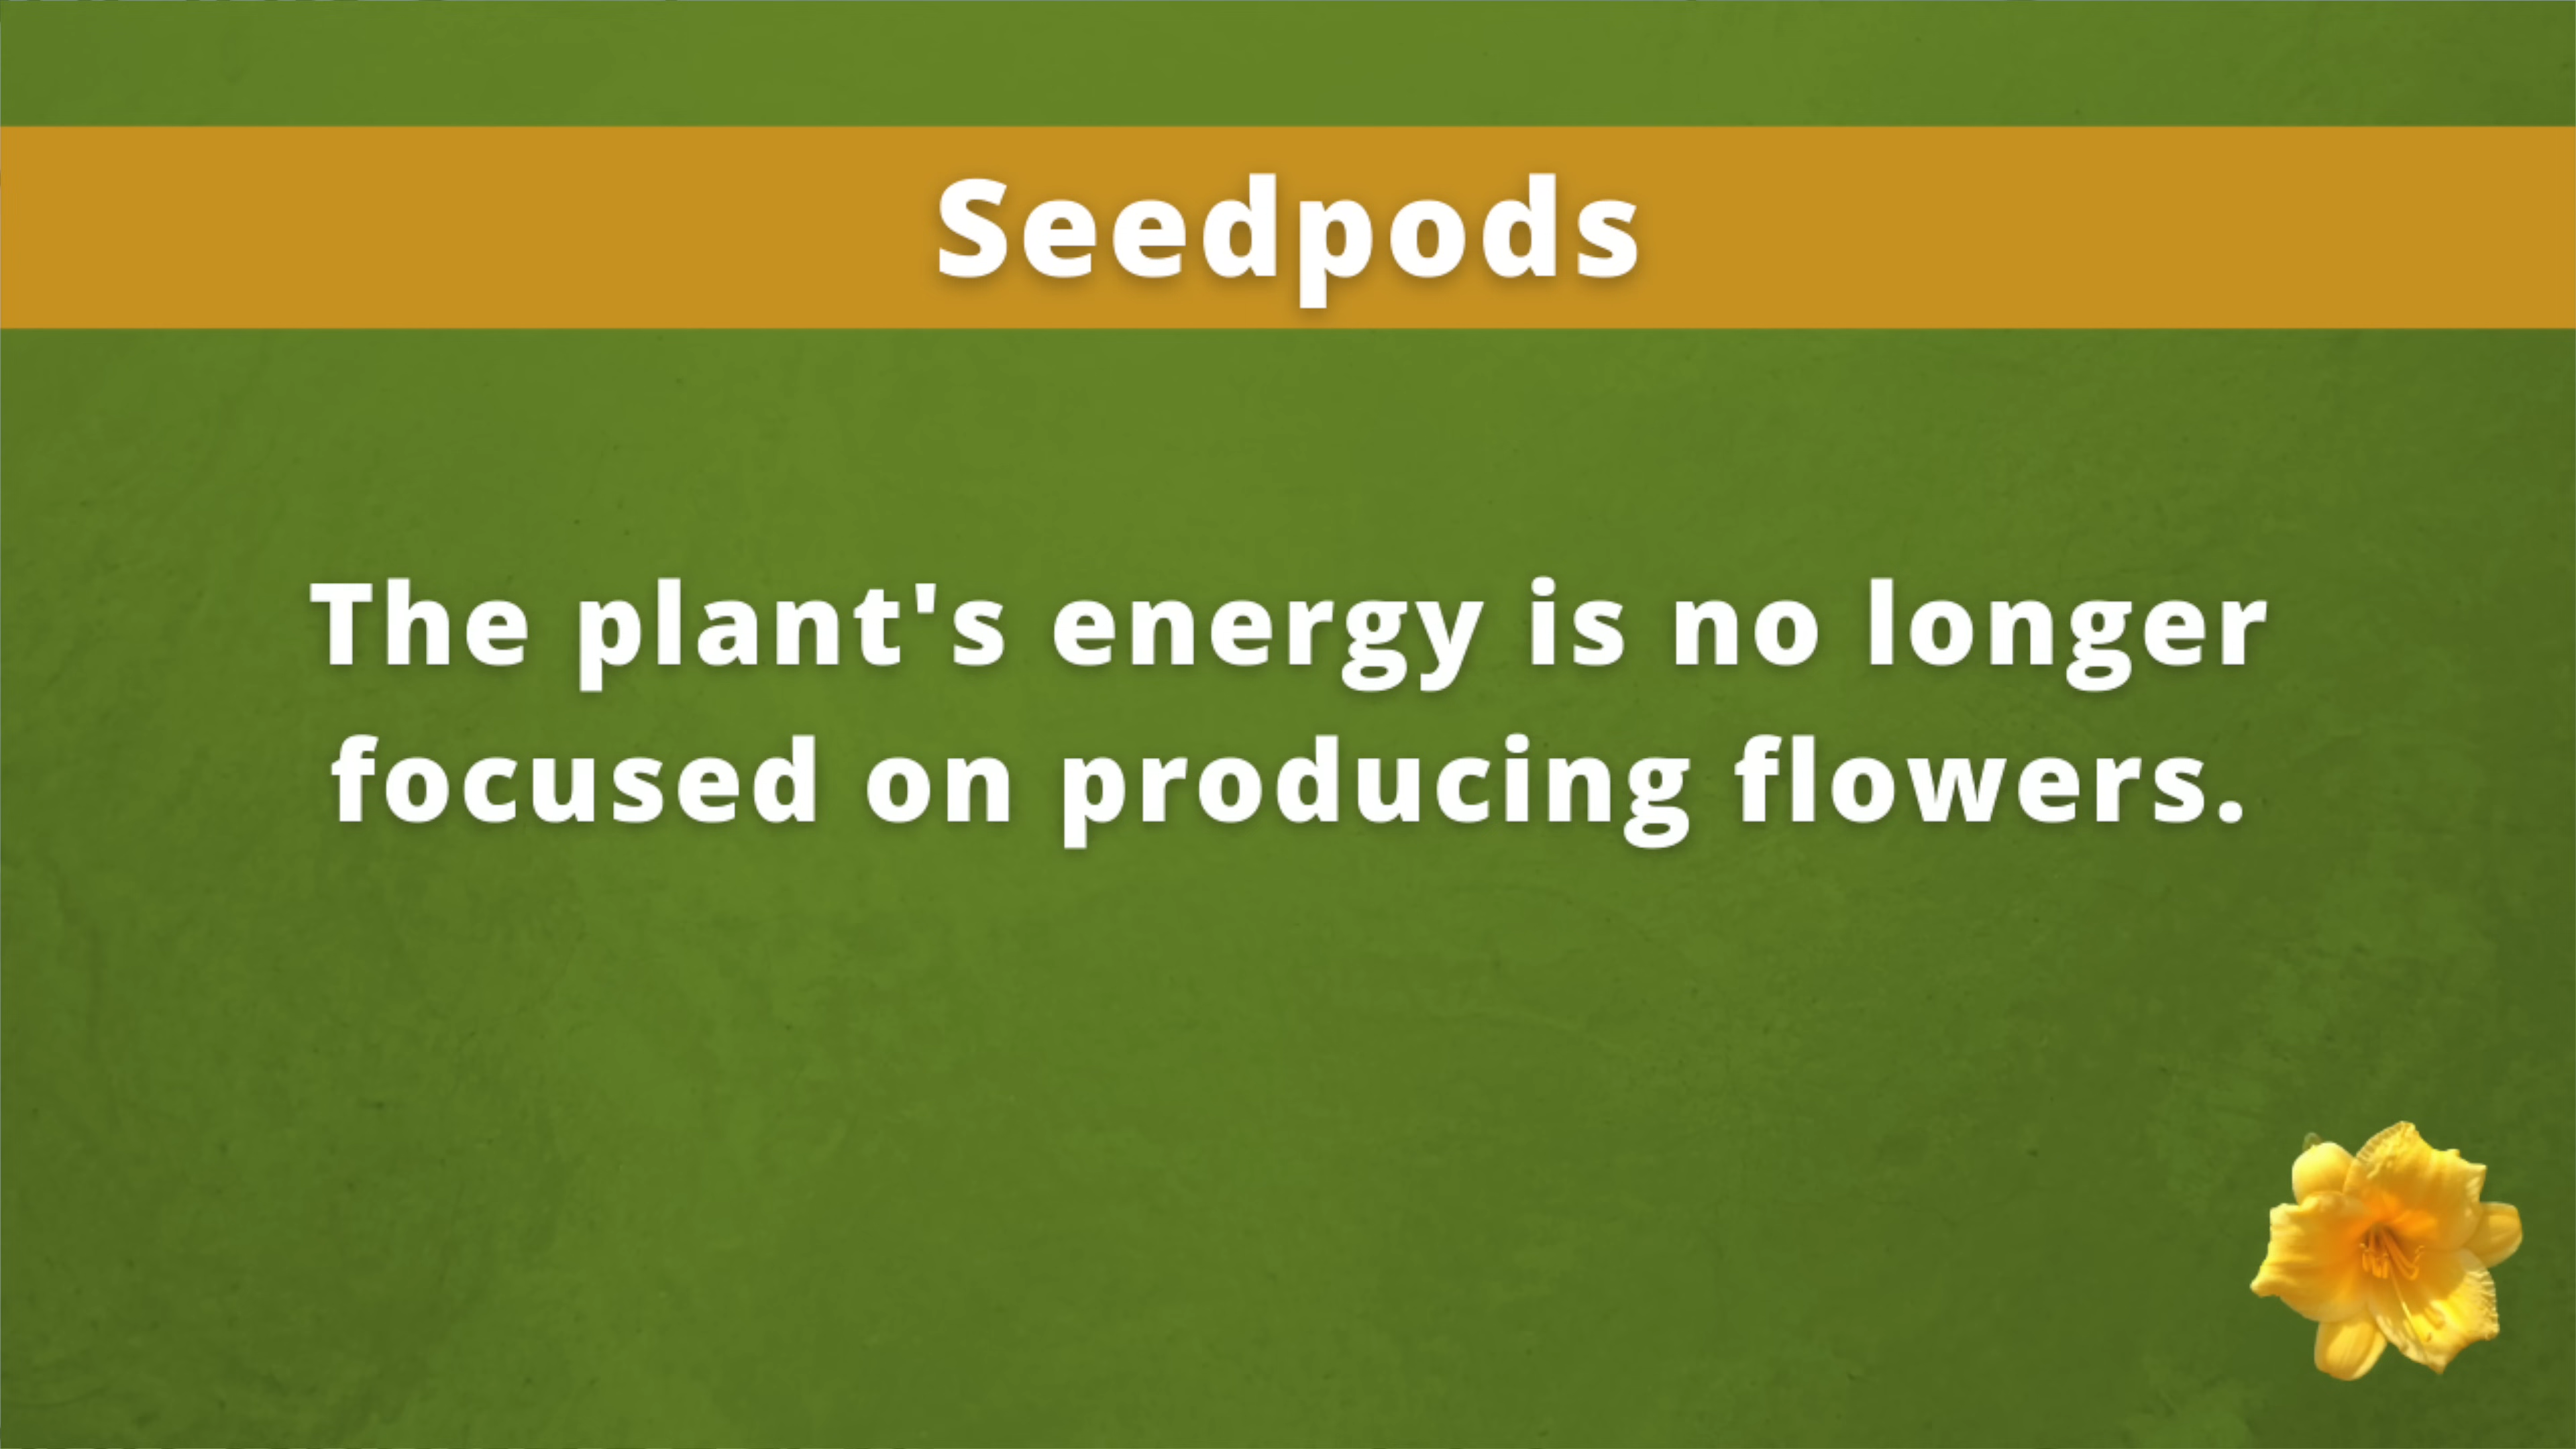 Seedpods
The plant's energy is no longer
focused on producing flowers.